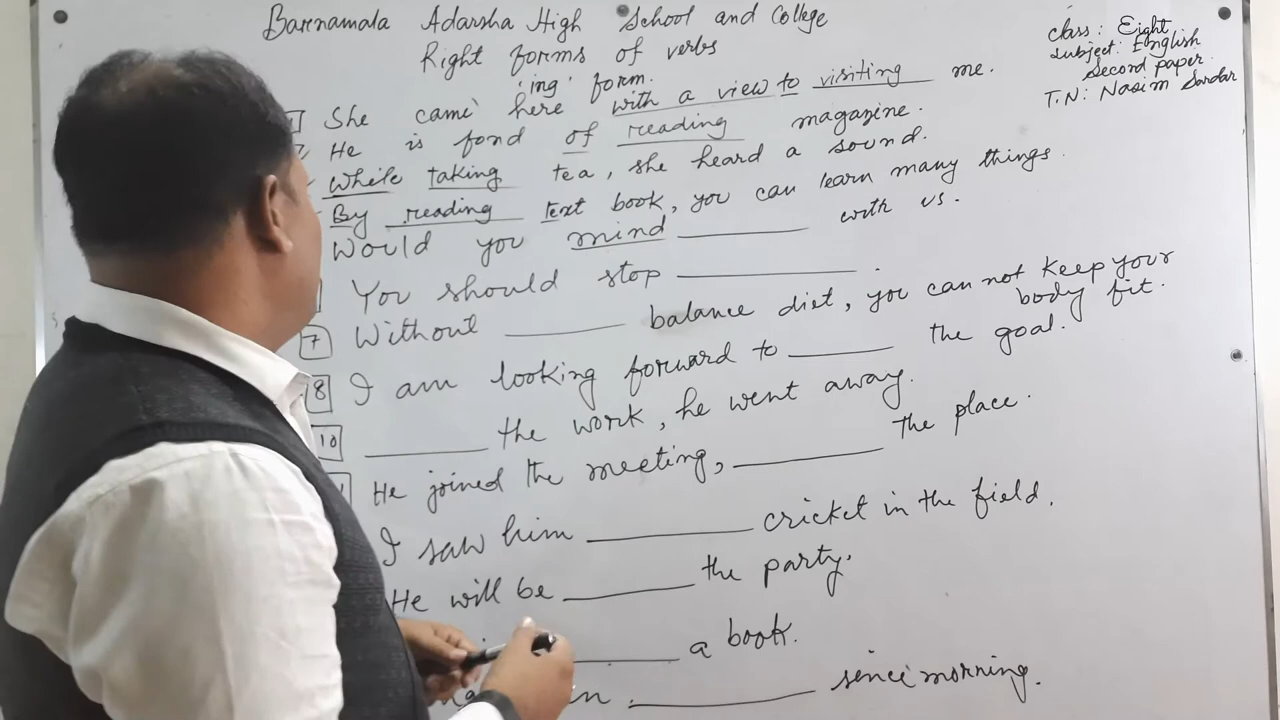 Barnamala Adarsha High School and College
Right forms of verbs
'ing' form.
class: Eight
subject: English
Second paper
T.N: Nasim Sardar
1 She came here with a view to visiting me.
He is fond of reading magazine.
While taking tea, she heard a sound.
By reading text book, you can learn many things.
Would you mind ______ with us.
You should stop ______.
7 Without ______ balance diet, you can not keep your body fit.
8 I am looking forward to ______ the goal.
10 ______ the work, he went away.
He joined the meeting, ______ the place.
I saw him ______ cricket in the field.
He will be ______ the party.
______ a book.
______ since morning.